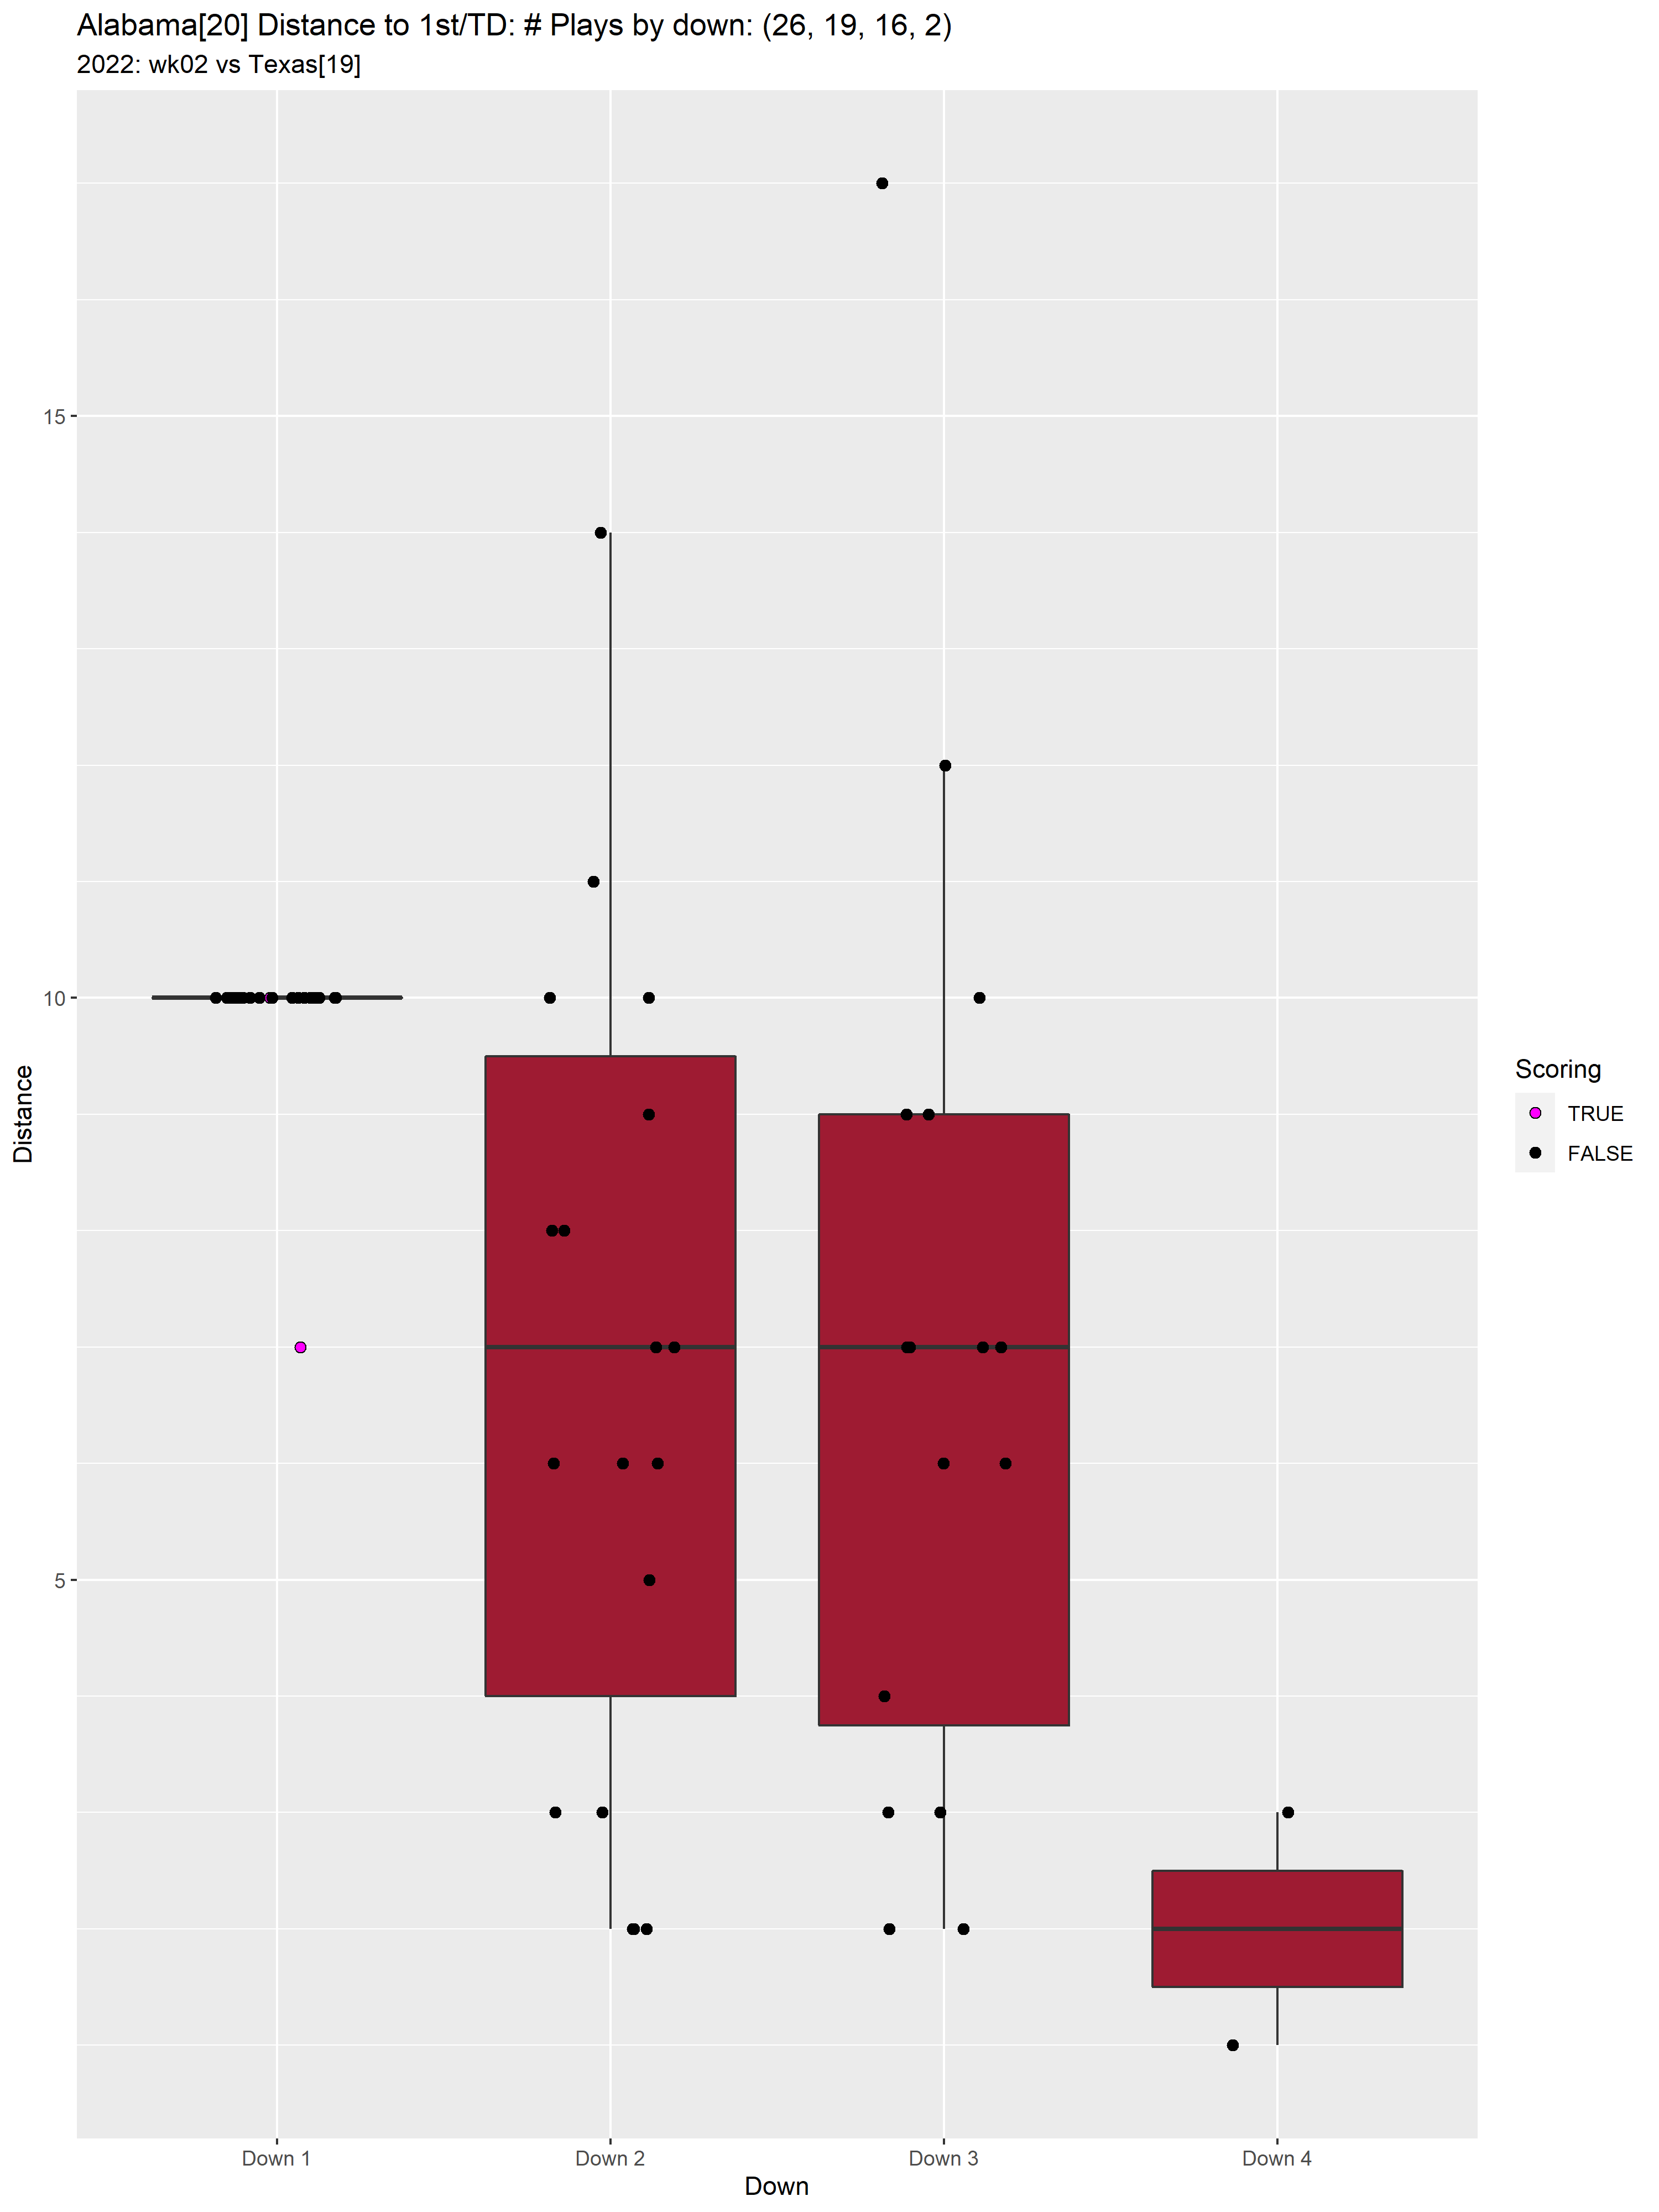 Alabama[20] Distance to 1st/TD: # Plays by down: (26, 19, 16, 2)
2022: wk02 vs Texas[19]
15
10
5
Distance
Down 1
Down 2
Down 3
Down 4
Down
Scoring
TRUE
FALSE